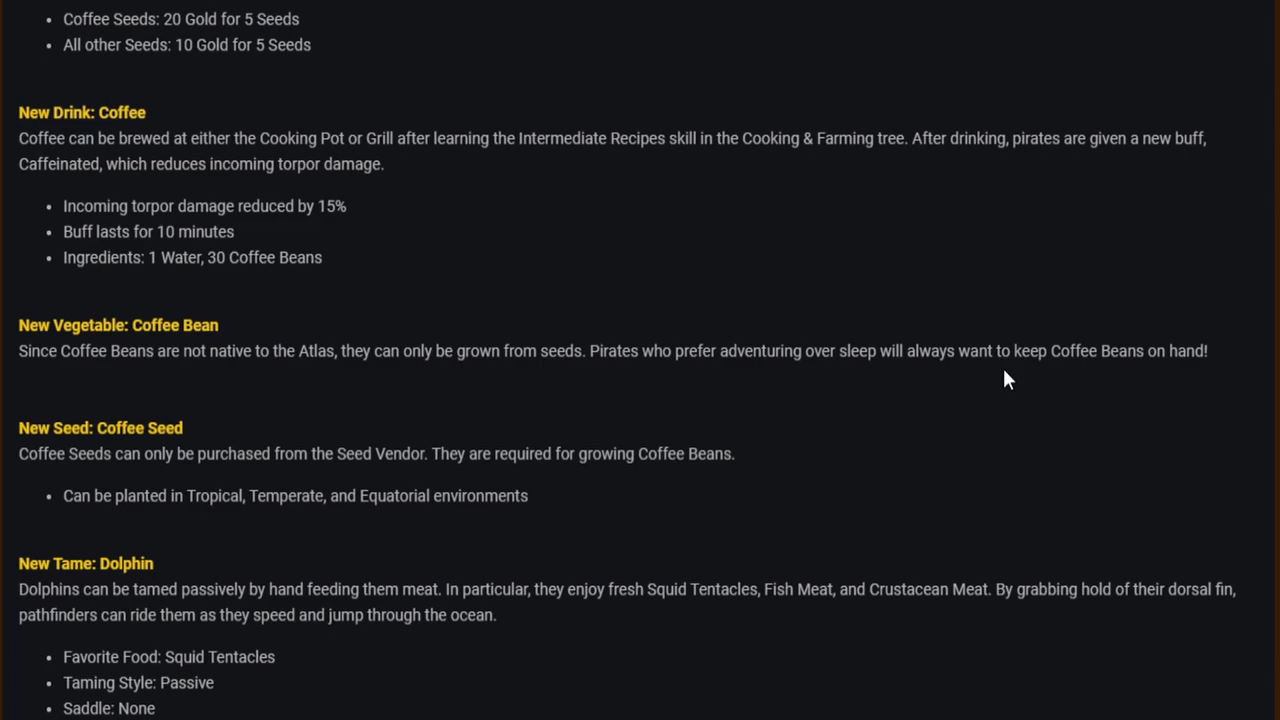 Coffee Seeds: 20 Gold for 5 Seeds
All other Seeds: 10 Gold for 5 Seeds
New Drink: Coffee
Coffee can be brewed at either the Cooking Pot or Grill after learning the Intermediate Recipes skill in the Cooking & Farming tree. After drinking, pirates are given a new buff,
Caffeinated, which reduces incoming torpor damage.
Incoming torpor damage reduced by 15%
Buff lasts for 10 minutes
Ingredients: 1 Water, 30 Coffee Beans
New Vegetable: Coffee Bean
Since Coffee Beans are not native to the Atlas, they can only be grown from seeds. Pirates who prefer adventuring over sleep will always want to keep Coffee Beans on hand!
New Seed: Coffee Seed
Coffee Seeds can only be purchased from the Seed Vendor. They are required for growing Coffee Beans.
Can be planted in Tropical, Temperate, and Equatorial environments
New Tame: Dolphin
Dolphins can be tamed passively by hand feeding them meat. In particular, they enjoy fresh Squid Tentacles, Fish Meat, and Crustacean Meat. By grabbing hold of their dorsal fin,
pathfinders can ride them as they speed and jump through the ocean.
Favorite Food: Squid Tentacles
Taming Style: Passive
Saddle: None